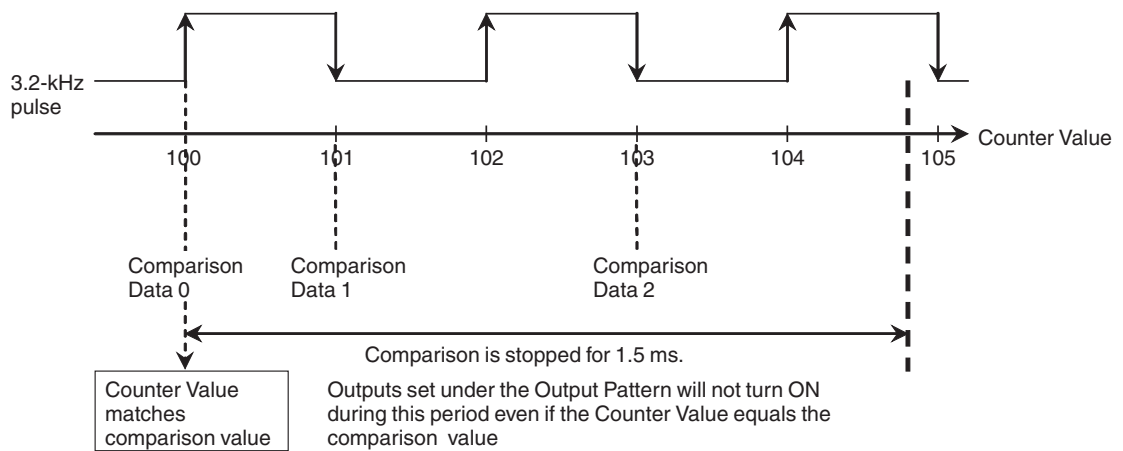 3.2-kHz
pulse
Counter Value
100
101
102
103
104
105
Comparison
Data 0
Comparison
Data 1
Comparison
Data 2
Comparison is stopped for 1.5 ms.
Counter Value
matches
comparison value
Outputs set under the Output Pattern will not turn ON
during this period even if the Counter Value equals the
comparison value